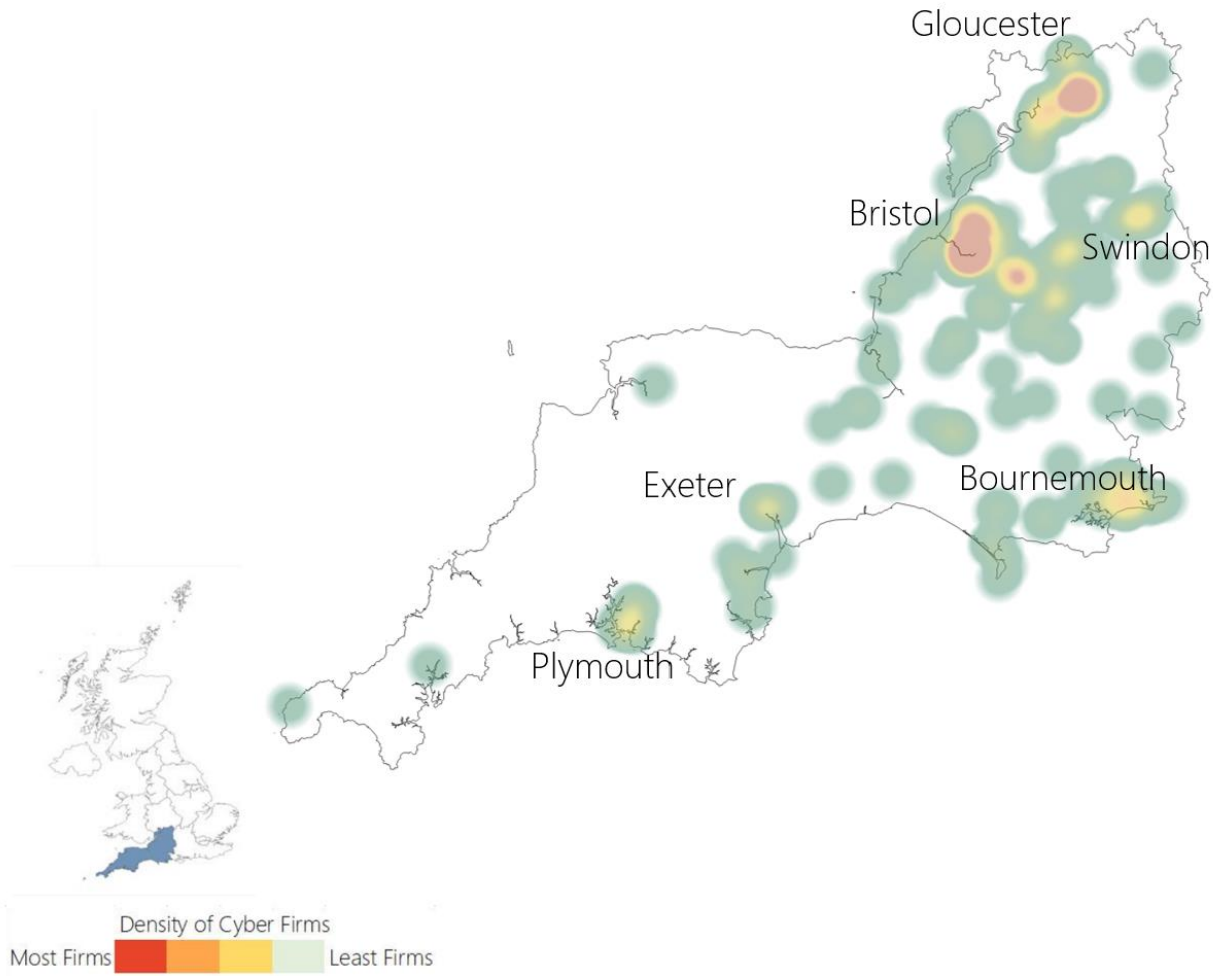 Gloucester
Bristol
Swindon
Exeter
Bournemouth
Plymouth
Density of Cyber Firms
Most Firms
Least Firms